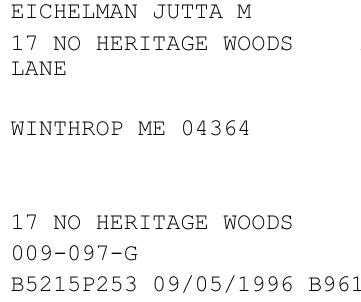 EICHELMAN JUTTA M
17 NO HERITAGE WOODS
LANE
WINTHROP ME 04364
17 NO HERITAGE WOODS
009-097-G
B5215P253 09/05/1996 B961